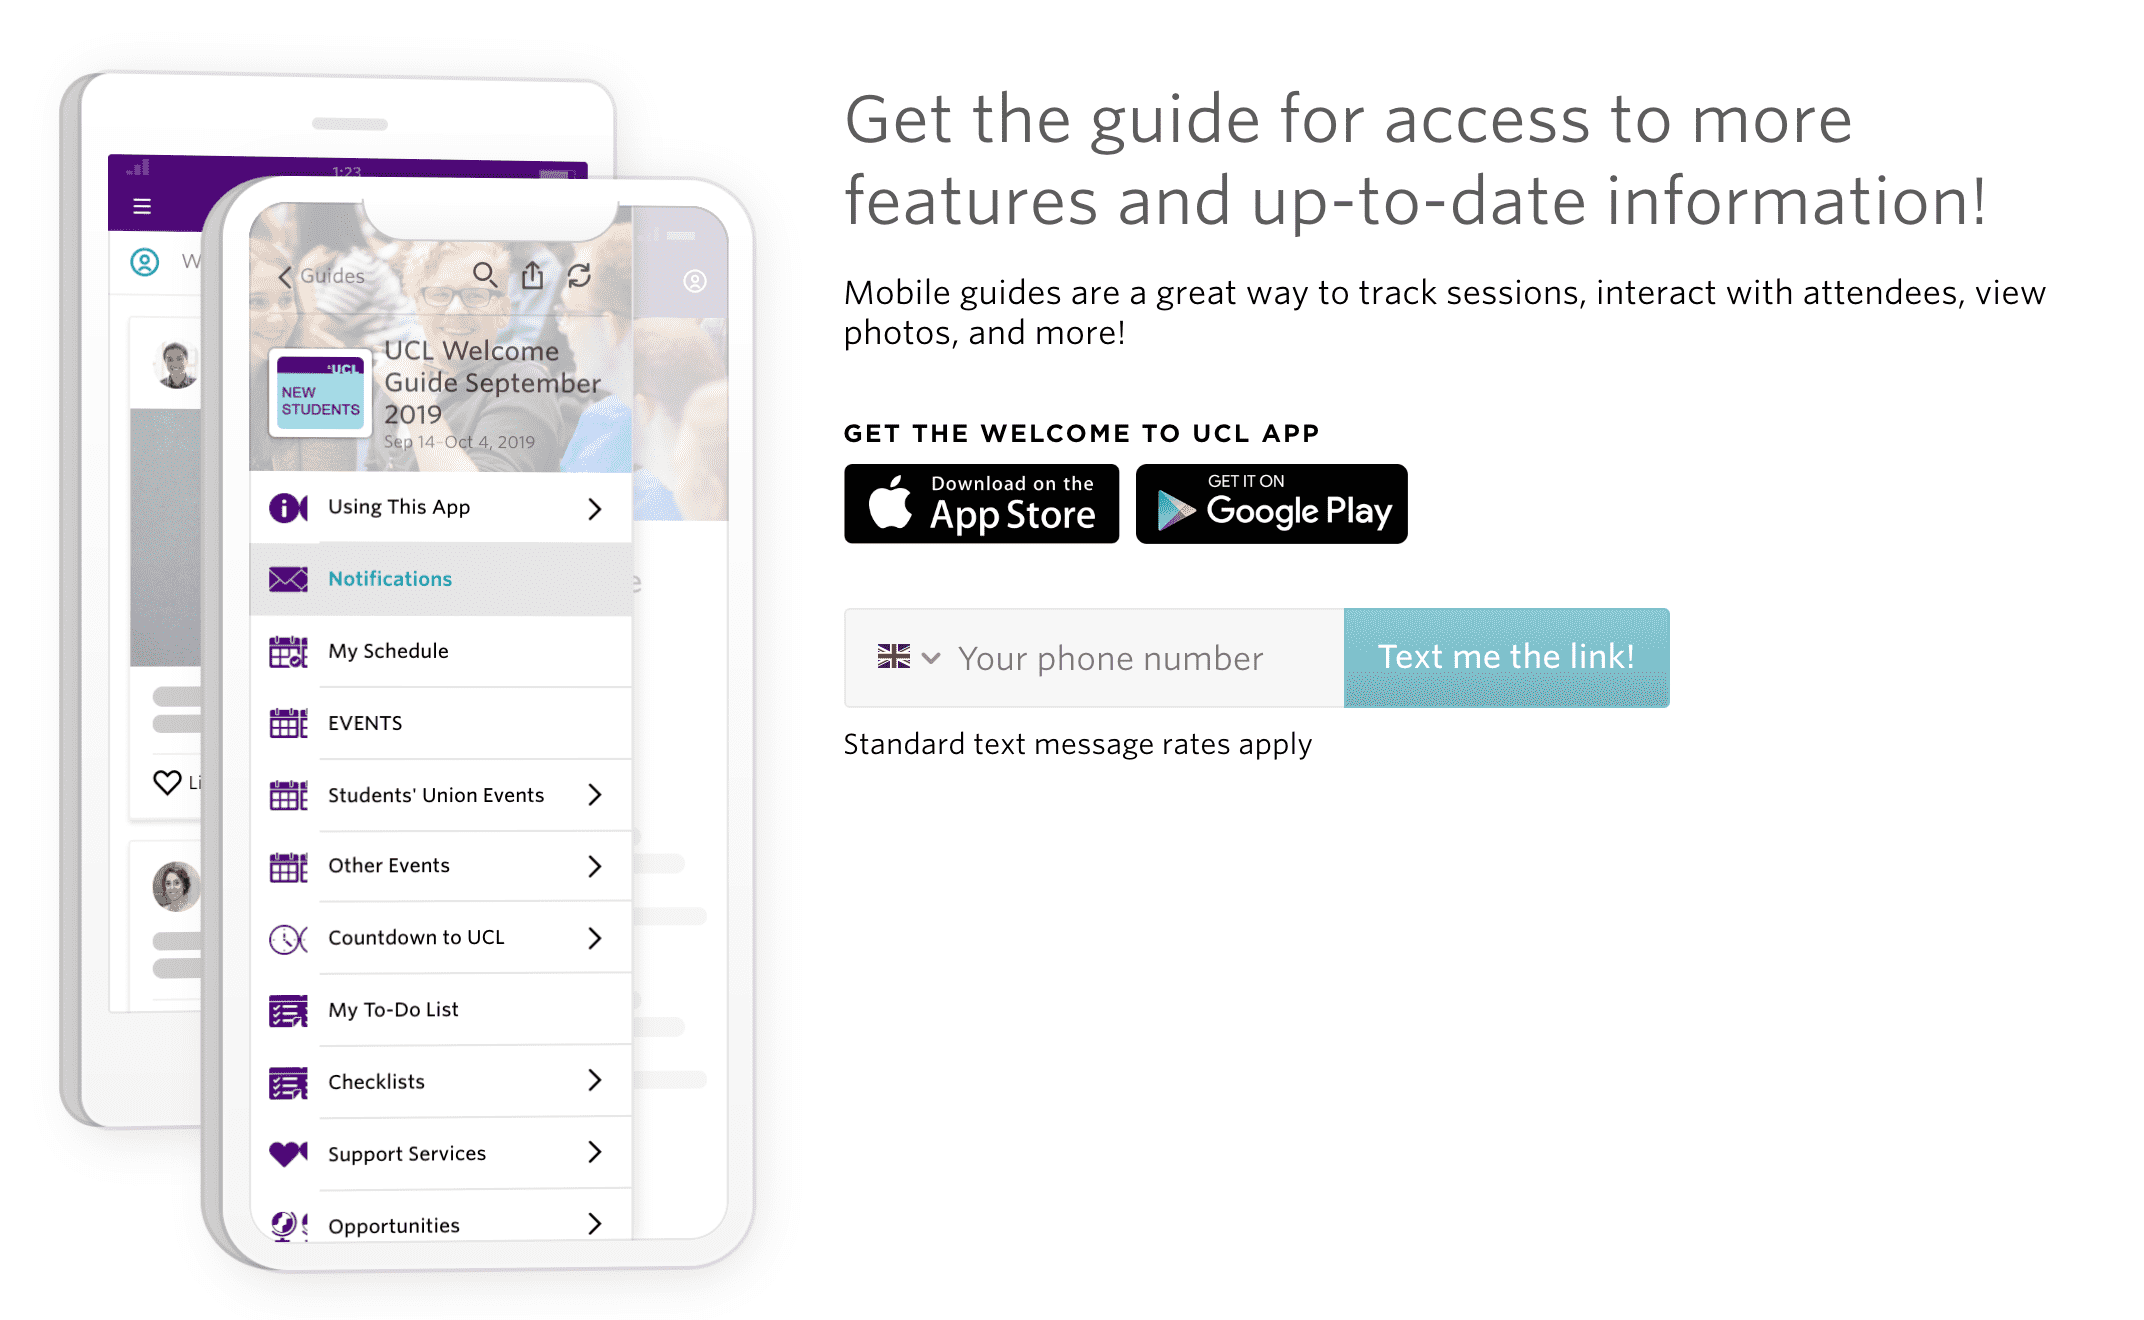 1:23
W
Guides
UCL Welcome
Guide September
2019
Sep 14–Oct 4, 2019
UCL
NEW
STUDENTS
Using This App
Notifications
My Schedule
EVENTS
Students' Union Events
Other Events
Countdown to UCL
My To-Do List
Checklists
Support Services
Opportunities
Li
e
Get the guide for access to more
features and up-to-date information!
Mobile guides are a great way to track sessions, interact with attendees, view
photos, and more!
GET THE WELCOME TO UCL APP
Download on the
App Store
GET IT ON
Google Play
Your phone number
Text me the link!
Standard text message rates apply